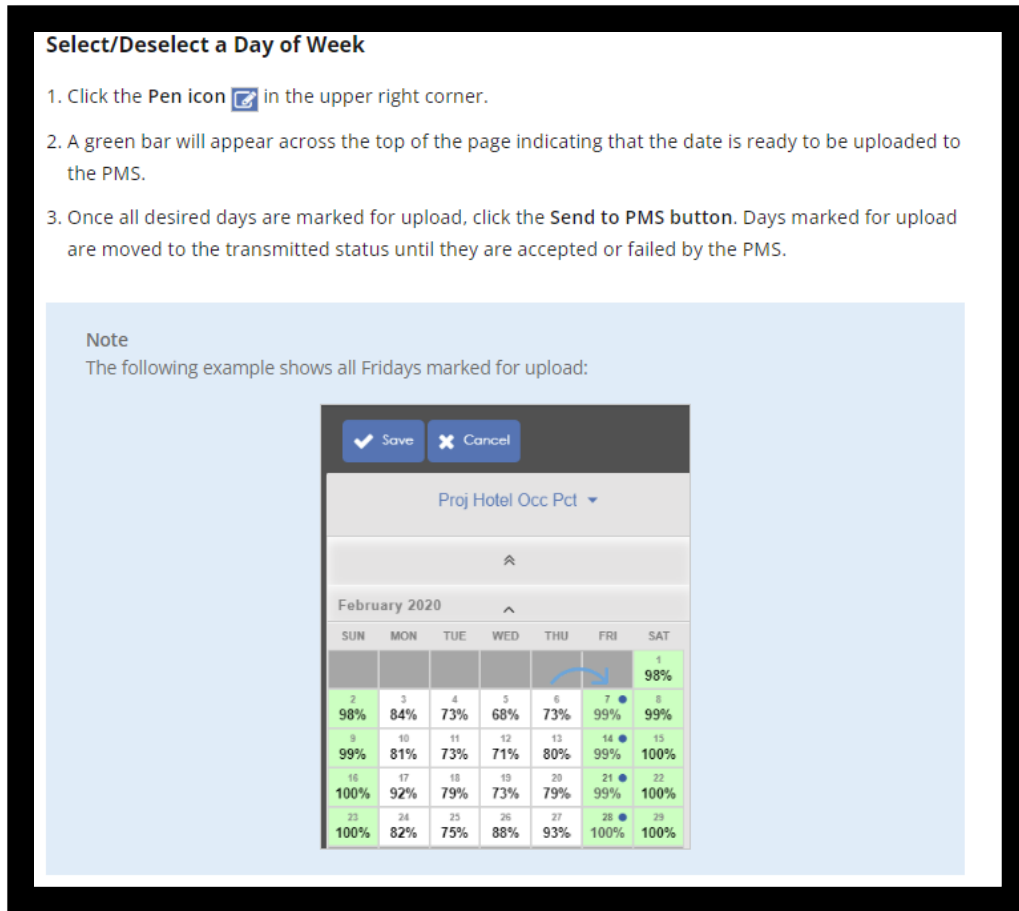 Select/Deselect a Day of Week
1. Click the Pen icon in the upper right corner.
2. A green bar will appear across the top of the page indicating that the date is ready to be uploaded to
the PMS.
3. Once all desired days are marked for upload, click the Send to PMS button. Days marked for upload
are moved to the transmitted status until they are accepted or failed by the PMS.
Note
The following example shows all Fridays marked for upload:
Save Cancel
Proj Hotel Occ Pct
February 2020
SUN MON TUE WED THU FRI SAT
1
98%
2 3 4 5 6 7 8
98% 84% 73% 68% 73% 99% 99%
9 10 11 12 13 14 15
99% 81% 73% 71% 80% 99% 100%
16 17 18 19 20 21 22
100% 92% 79% 73% 79% 99% 100%
23 24 25 26 27 28 29
100% 82% 75% 88% 93% 100% 100%